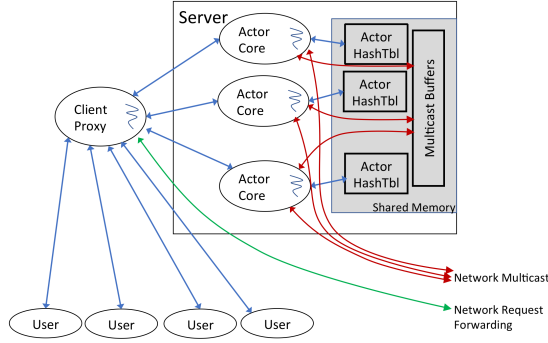 Server
Actor
Core
Actor
HashTbl
Actor
Core
Actor
HashTbl
Multicast Buffers
Client
Proxy
Actor
Core
Actor
HashTbl
Shared Memory
Network Multicast
Network Request
Forwarding
User
User
User
User